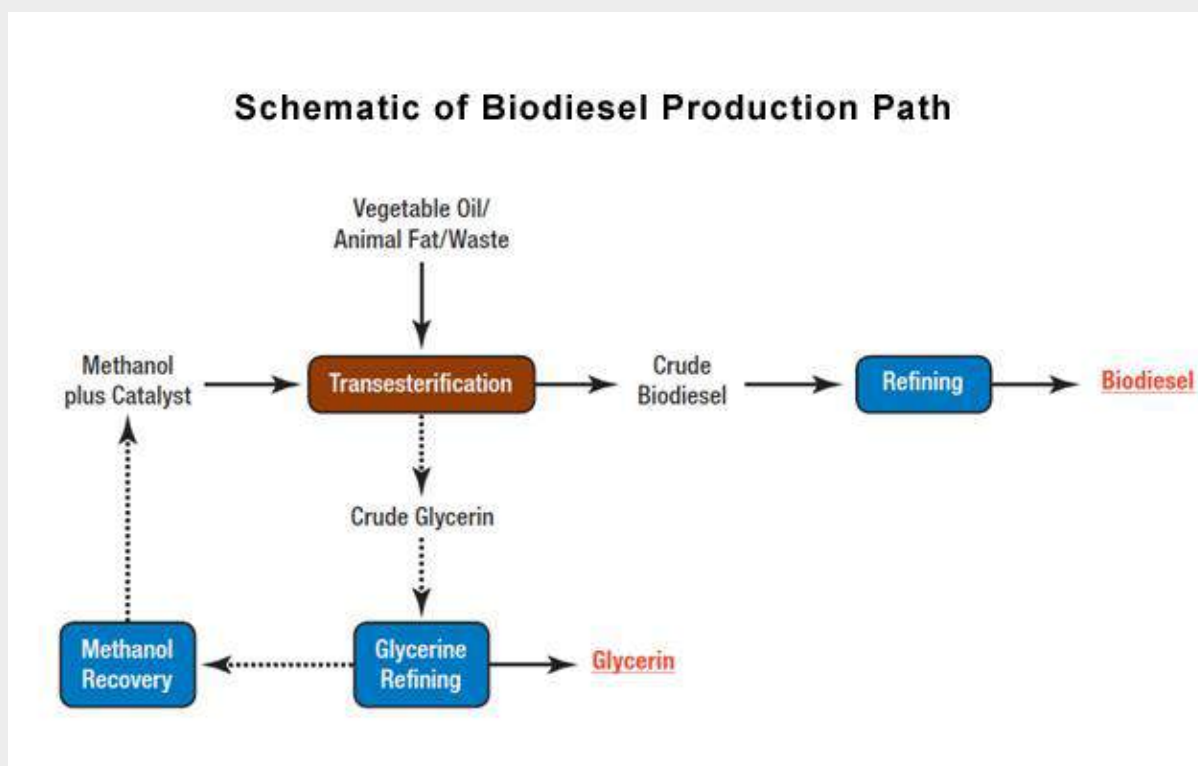 Schematic of Biodiesel Production Path
Vegetable Oil/
Animal Fat/Waste
Methanol
plus Catalyst
Transesterification
Crude
Biodiesel
Refining
Biodiesel
Crude Glycerin
Methanol
Recovery
Glycerine
Refining
Glycerin